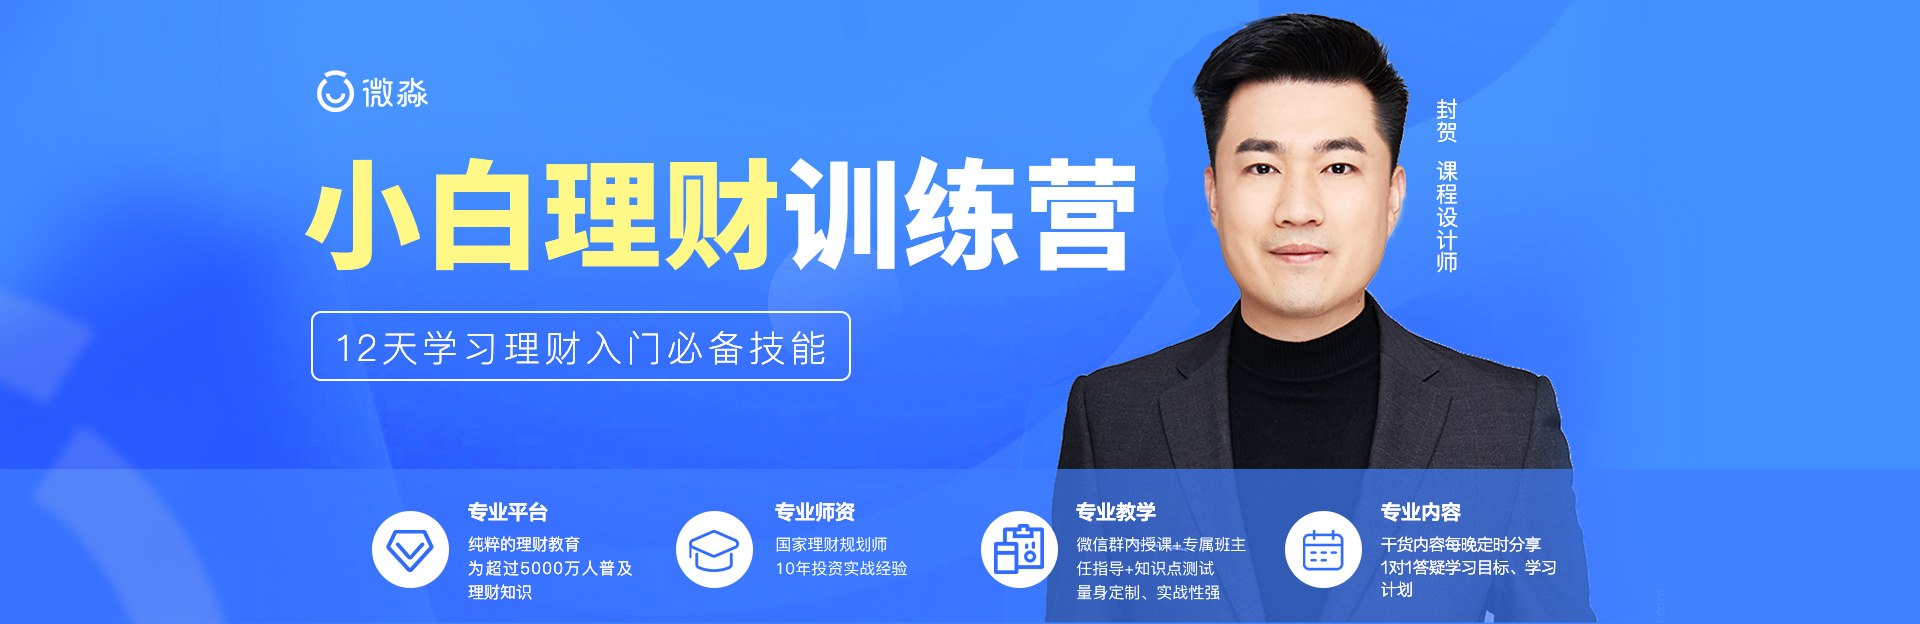 微淼
小白理财训练营
12天学习理财入门必备技能
封贺 课程设计师
专业平台
纯粹的理财教育
为超过5000万人普及
理财知识
专业师资
国家理财规划师
10年投资实战经验
专业教学
微信群内授课+专属班主
任指导+知识点测试
量身定制、实战性强
专业内容
干货内容每晚定时分享
1对1答疑学习目标、学习
计划